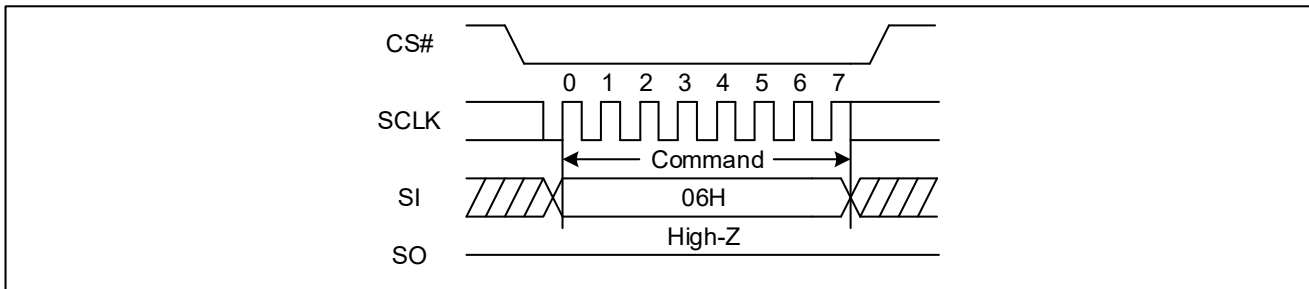 CS#
0 1 2 3 4 5 6 7
SCLK
Command
SI
06H
High-Z
SO